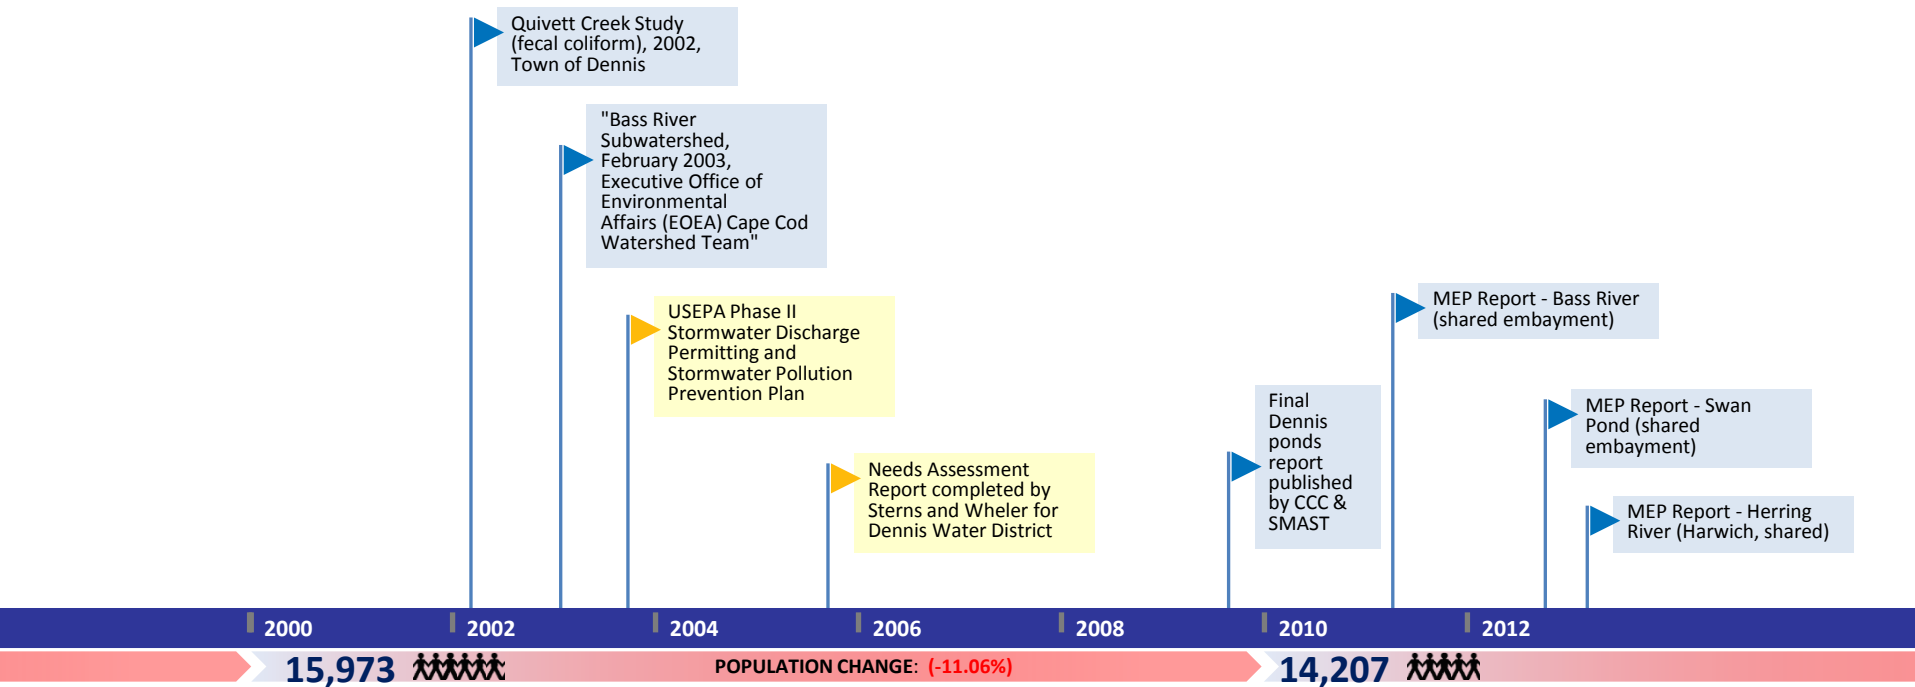 Quivett Creek Study
(fecal coliform), 2002,
Town of Dennis
"Bass River
Subwatershed,
February 2003,
Executive Office of
Environmental
Affairs (EOEA) Cape Cod
Watershed Team"
USEPA Phase II
Stormwater Discharge
Permitting and
Stormwater Pollution
Prevention Plan
Needs Assessment
Report completed by
Sterns and Wheler for
Dennis Water District
Final
Dennis
ponds
report
published
by CCC &
SMAST
MEP Report - Bass River
(shared embayment)
MEP Report - Swan
Pond (shared
embayment)
MEP Report - Herring
River (Harwich, shared)
2000 2002 2004 2006 2008 2010 2012
15,973 POPULATION CHANGE: (-11.06%) 14,207